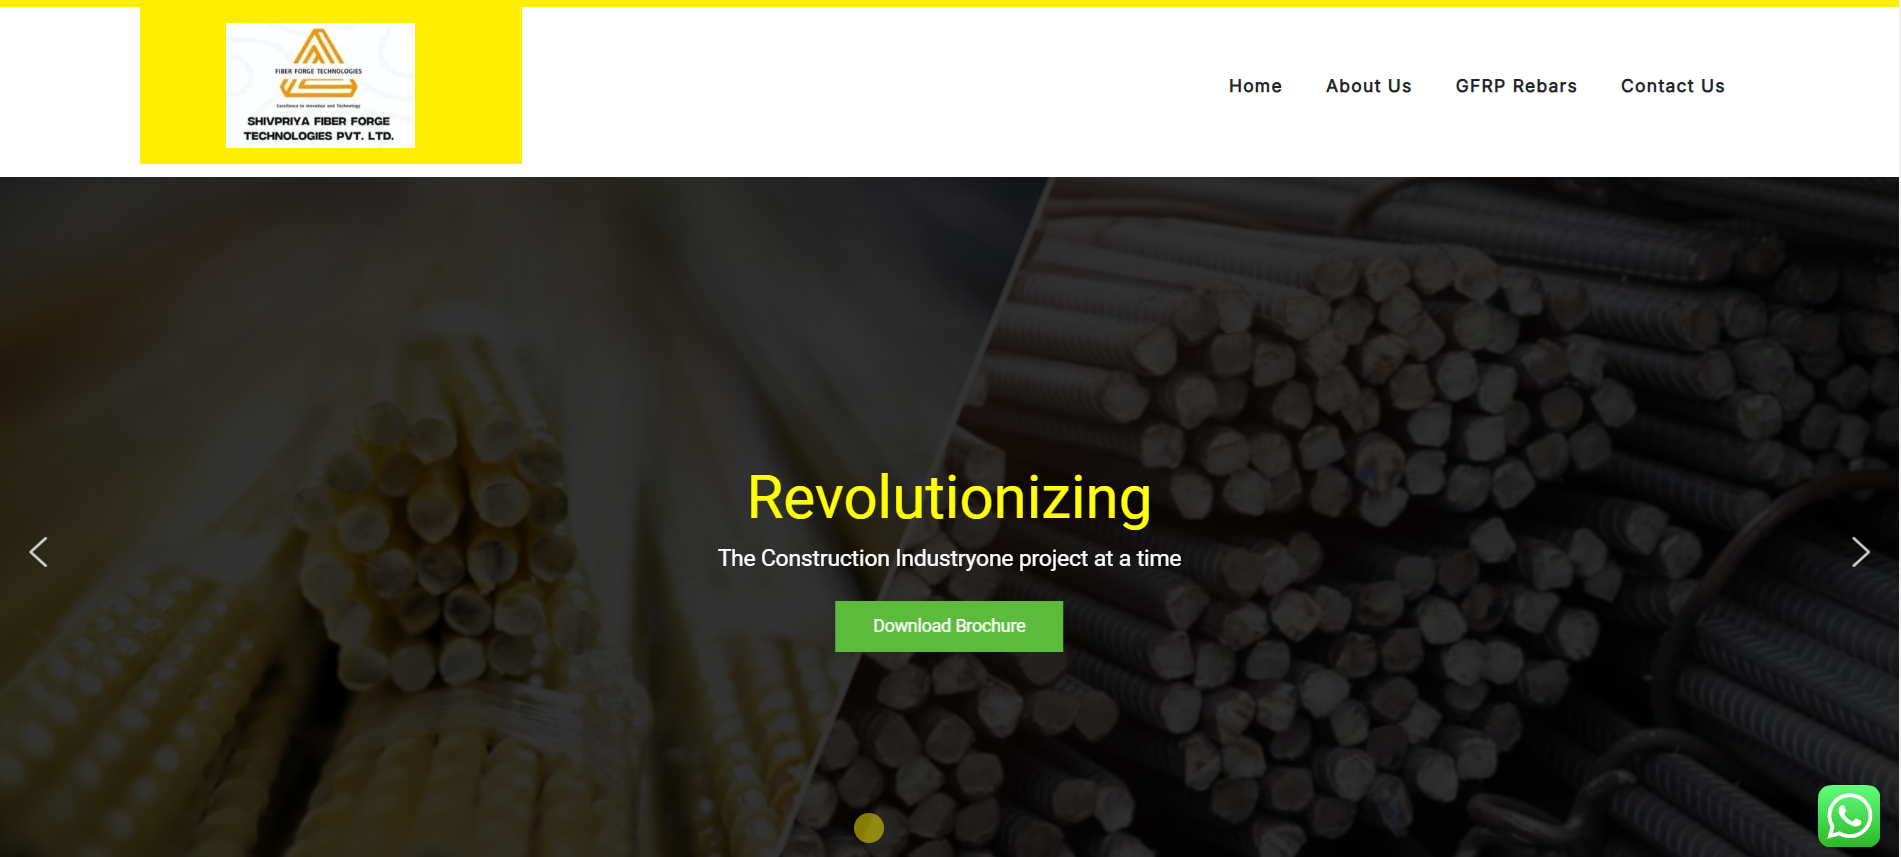 FIBER FORGE TECHNOLOGIES
Excellence in Inovation and Technology
SHIVPRIYA FIBER FORGE
TECHNOLOGIES PVT. LTD.
Home About Us GFRP Rebars Contact Us
Revolutionizing
The Construction Industryone project at a time
Download Brochure